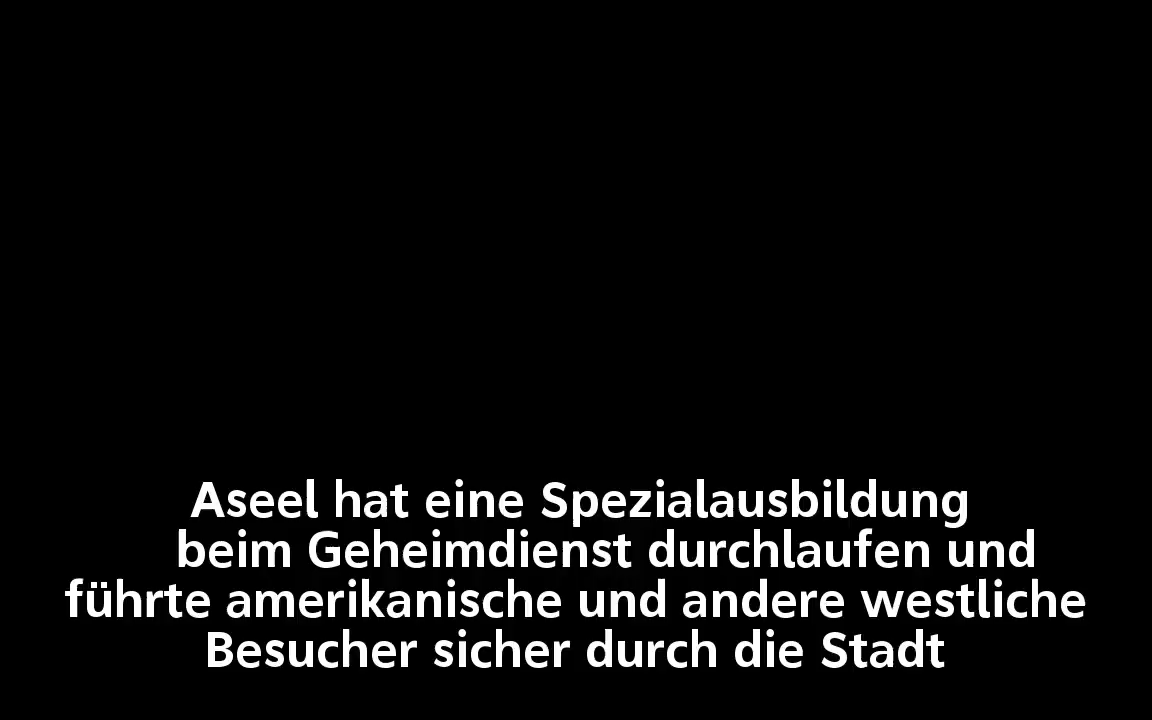 Aseel hat eine Spezialausbildung
beim Geheimdienst durchlaufen und
führte amerikanische und andere westliche
Besucher sicher durch die Stadt